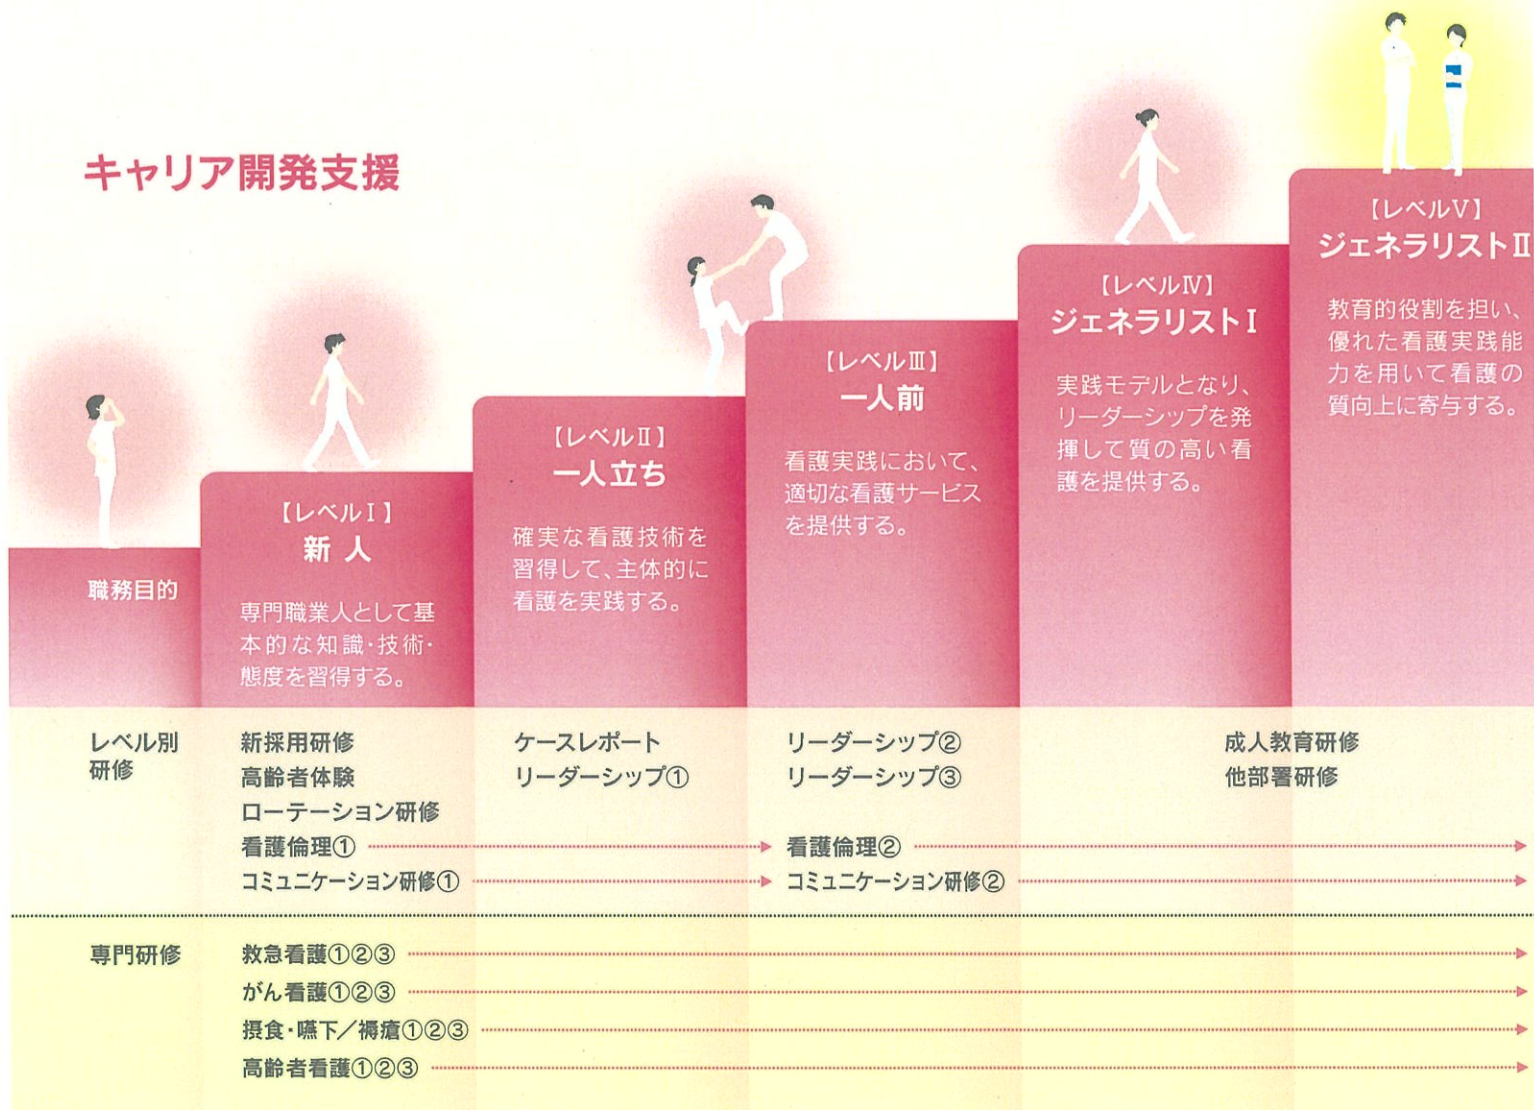 キャリア開発支援
職務目的
【レベルⅠ】
新 人
専門職業人として基
本的な知識・技術・
態度を習得する。
【レベルⅡ】
一人立ち
確実な看護技術を
習得して、主体的に
看護を実践する。
【レベルⅢ】
一人前
看護実践において、
適切な看護サービス
を提供する。
【レベルⅣ】
ジェネラリストⅠ
実践モデルとなり、
リーダーシップを発
揮して質の高い看
護を提供する。
【レベルⅤ】
ジェネラリストⅡ
教育的役割を担い、
優れた看護実践能
力を用いて看護の
質向上に寄与する。
レベル別
研修
新採用研修
高齢者体験
ローテーション研修
看護倫理①
コミュニケーション研修①
ケースレポート
リーダーシップ①
リーダーシップ②
リーダーシップ③
看護倫理②
コミュニケーション研修②
成人教育研修
他部署研修
専門研修
救急看護①②③
がん看護①②③
摂食・嚥下／褥瘡①②③
高齢者看護①②③